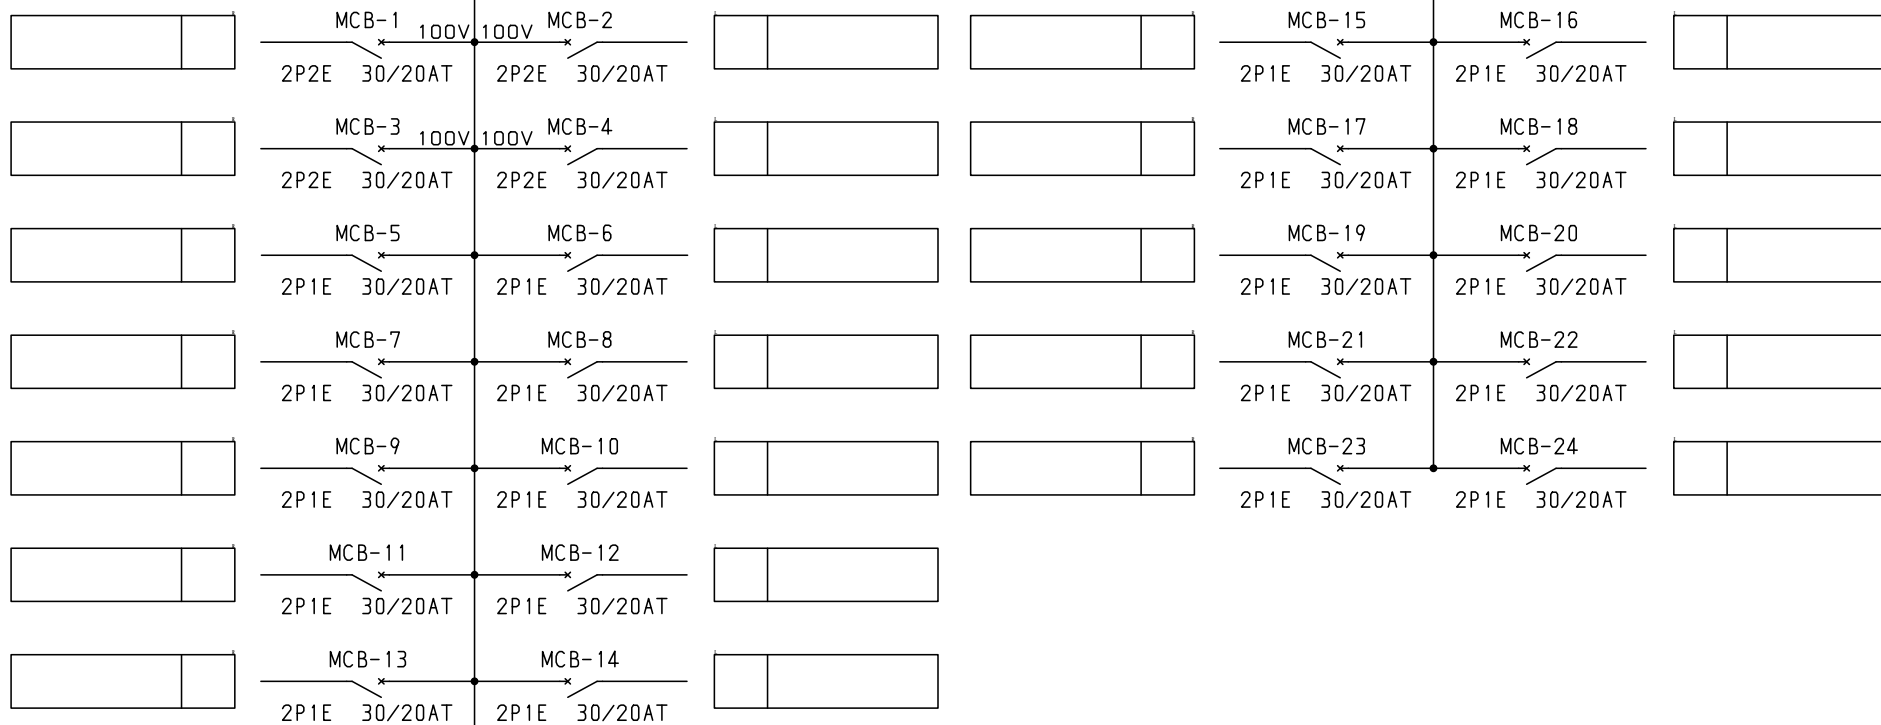 MCB-1 100V 100V MCB-2
2P2E 30/20AT 2P2E 30/20AT
MCB-3 100V 100V MCB-4
2P2E 30/20AT 2P2E 30/20AT
MCB-5 MCB-6
2P1E 30/20AT 2P1E 30/20AT
MCB-7 MCB-8
2P1E 30/20AT 2P1E 30/20AT
MCB-9 MCB-10
2P1E 30/20AT 2P1E 30/20AT
MCB-11 MCB-12
2P1E 30/20AT 2P1E 30/20AT
MCB-13 MCB-14
2P1E 30/20AT 2P1E 30/20AT
MCB-15 MCB-16
2P1E 30/20AT 2P1E 30/20AT
MCB-17 MCB-18
2P1E 30/20AT 2P1E 30/20AT
MCB-19 MCB-20
2P1E 30/20AT 2P1E 30/20AT
MCB-21 MCB-22
2P1E 30/20AT 2P1E 30/20AT
MCB-23 MCB-24
2P1E 30/20AT 2P1E 30/20AT